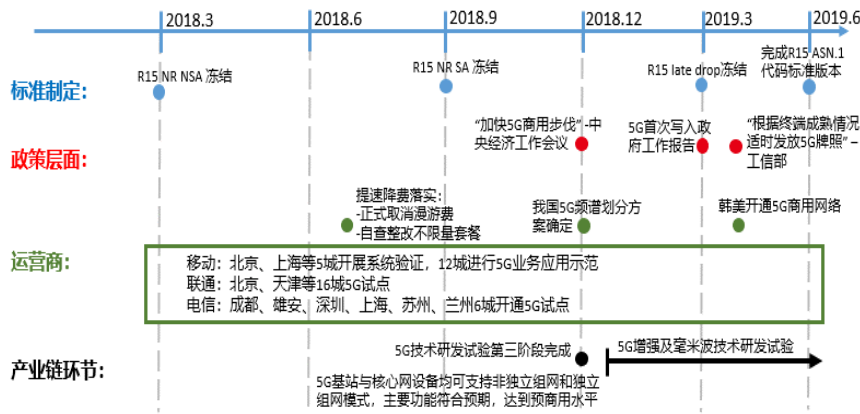 2018.3
2018.6
2018.9
2018.12
2019.3
2019.6
标准制定：
R15 NR NSA 冻结
R15 NR SA 冻结
R15 late drop冻结
完成R15 ASN.1
代码标准版本
政策层面：
“加快5G商用步伐”-中
央经济工作会议
5G首次写入政
府工作报告
“根据终端成熟情况
适时发放5G牌照”–
工信部
运营商：
提速降费落实：
-正式取消漫游费
-自查整改不限量套餐
我国5G频谱划分方
案确定
韩美开通5G商用网络
移动：北京、上海等5城开展系统验证，12城进行5G业务应用示范
联通：北京、天津等16城5G试点
电信：成都、雄安、深圳、上海、苏州、兰州6城开通5G试点
产业链环节：
5G技术研发试验第三阶段完成
5G增强及毫米波技术研发试验
5G基站与核心网设备均可支持非独立组网和独立
组网模式，主要功能符合预期，达到预商用水平